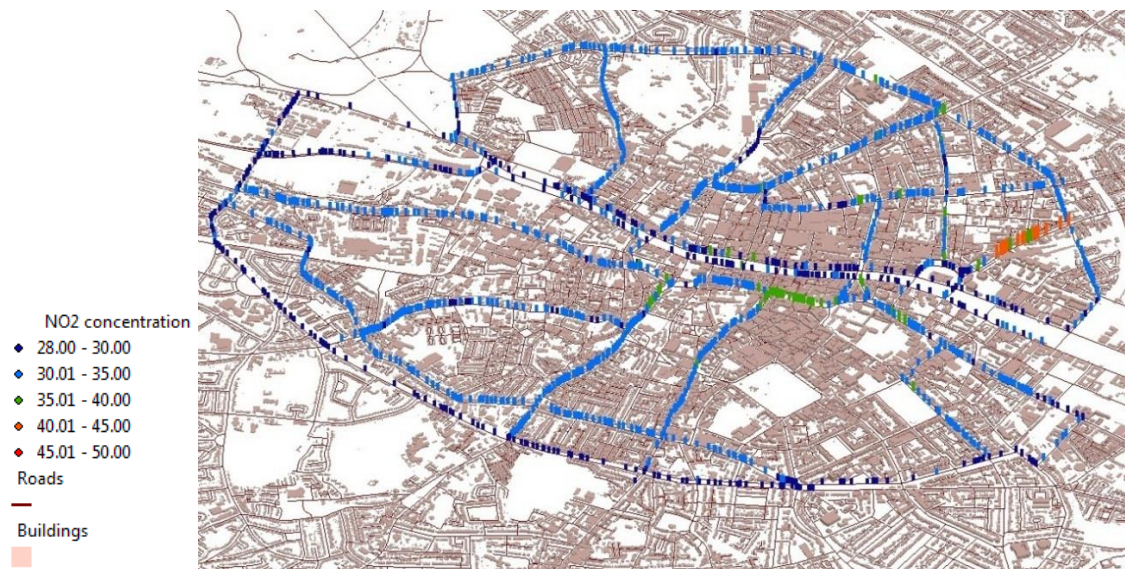 NO2 concentration
28.00 - 30.00
30.01 - 35.00
35.01 - 40.00
40.01 - 45.00
45.01 - 50.00
Roads
Buildings